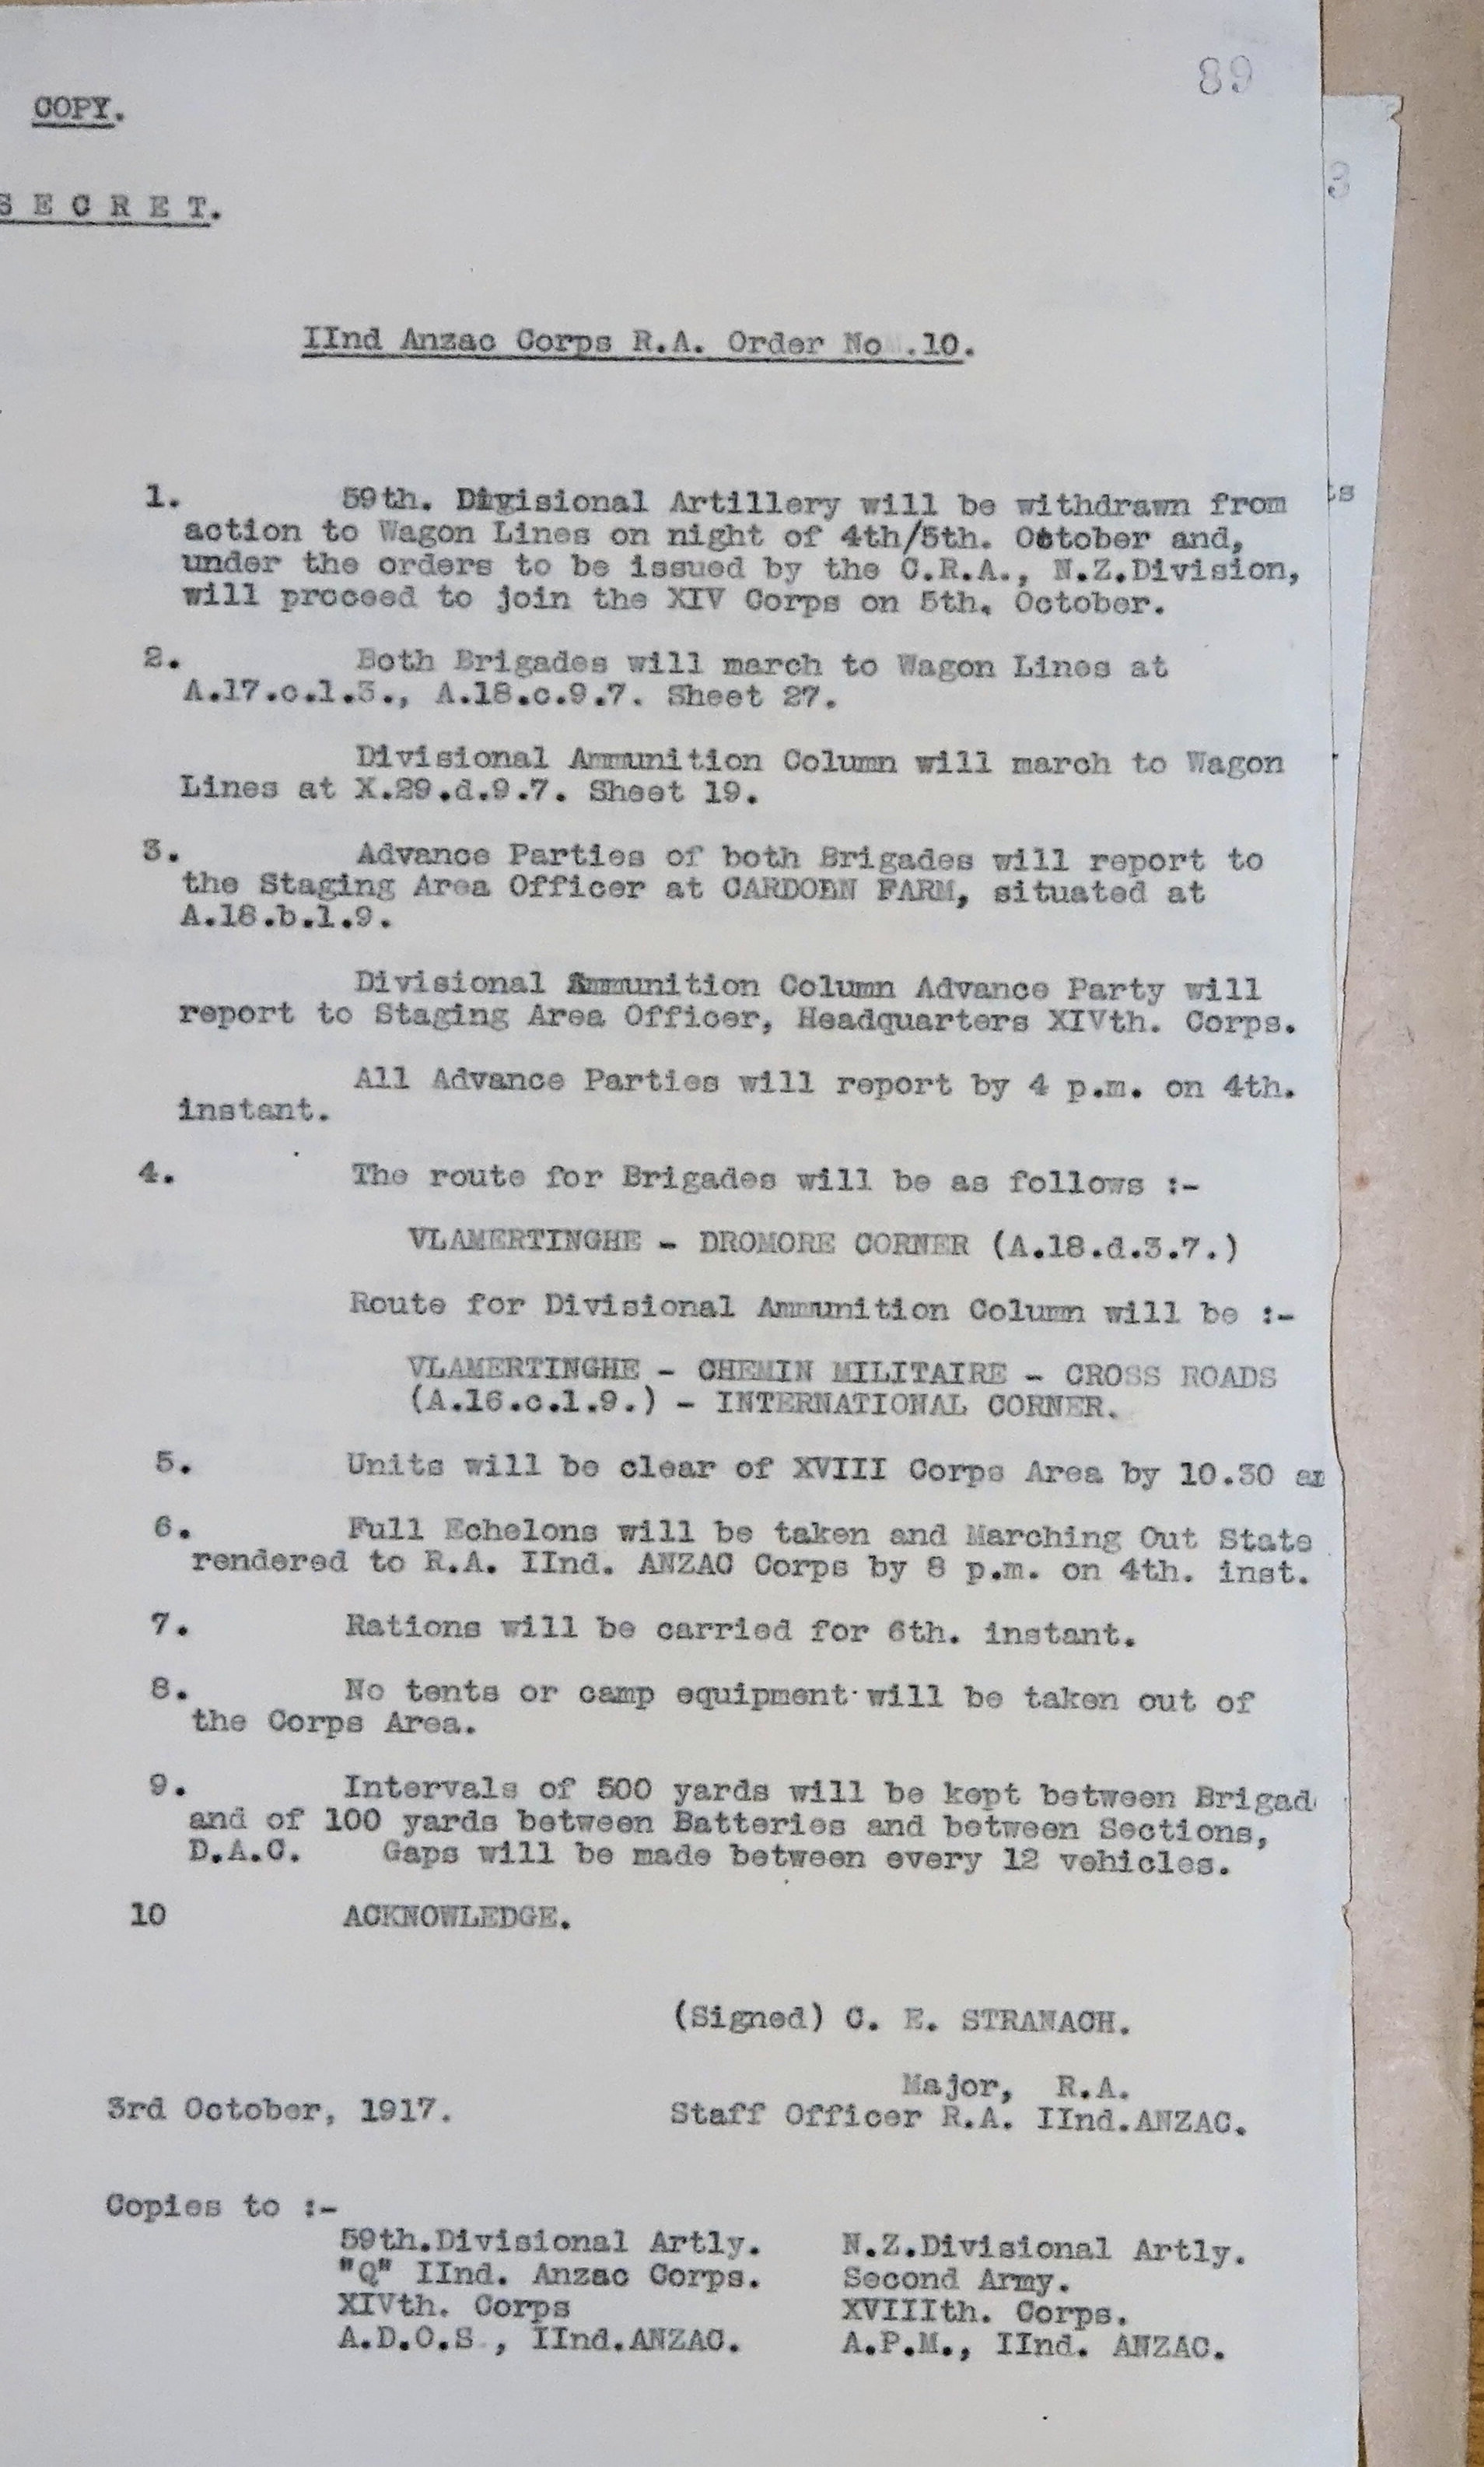 89
COPY.
3
SECRET.
IInd Anzac Corps R.A. Order No .10.
1. 59th. Divisional Artillery will be withdrawn from
action to Wagon Lines on night of 4th/5th. October and,
under the orders to be issued by the C.R.A., N.Z.Division,
will proceed to join the XIV Corps on 5th. October.
2. Both Brigades will march to Wagon Lines at
A.17.c.1.3., A.18.c.9.7. Sheet 27.
Divisional Ammunition Column will march to Wagon
Lines at X.29.d.9.7. Sheet 19.
3. Advance Parties of both Brigades will report to
the Staging Area Officer at CARDOEN FARM, situated at
A.18.b.1.9.
Divisional Ammunition Column Advance Party will
report to Staging Area Officer, Headquarters XIVth. Corps.
All Advance Parties will report by 4 p.m. on 4th.
instant.
4. The route for Brigades will be as follows :-
VLAMERTINGHE - DROMORE CORNER (A.18.d.3.7.)
Route for Divisional Ammunition Column will be :-
VLAMERTINGHE - CHEMIN MILITAIRE - CROSS ROADS
(A.16.c.1.9.) - INTERNATIONAL CORNER.
5. Units will be clear of XVIII Corps Area by 10.30
6. Full Echelons will be taken and Marching Out State
rendered to R.A. IInd. ANZAC Corps by 8 p.m. on 4th. inst.
7. Rations will be carried for 6th. instant.
8. No tents or camp equipment will be taken out of
the Corps Area.
9. Intervals of 500 yards will be kept between Brigad
and of 100 yards between Batteries and between Sections,
D.A.C. Gaps will be made between every 12 vehicles.
10 ACKNOWLEDGE.
(Signed) C. E. STRANACH.
Major, R.A.
3rd October, 1917. Staff Officer R.A. IInd.ANZAC.
Copies to :-
59th.Divisional Artly. N.Z.Divisional Artly.
"Q" IInd. Anzac Corps. Second Army.
XIVth. Corps XVIIIth. Corps.
A.D.O.S., IInd.ANZAC. A.P.M., IInd. ANZAC.